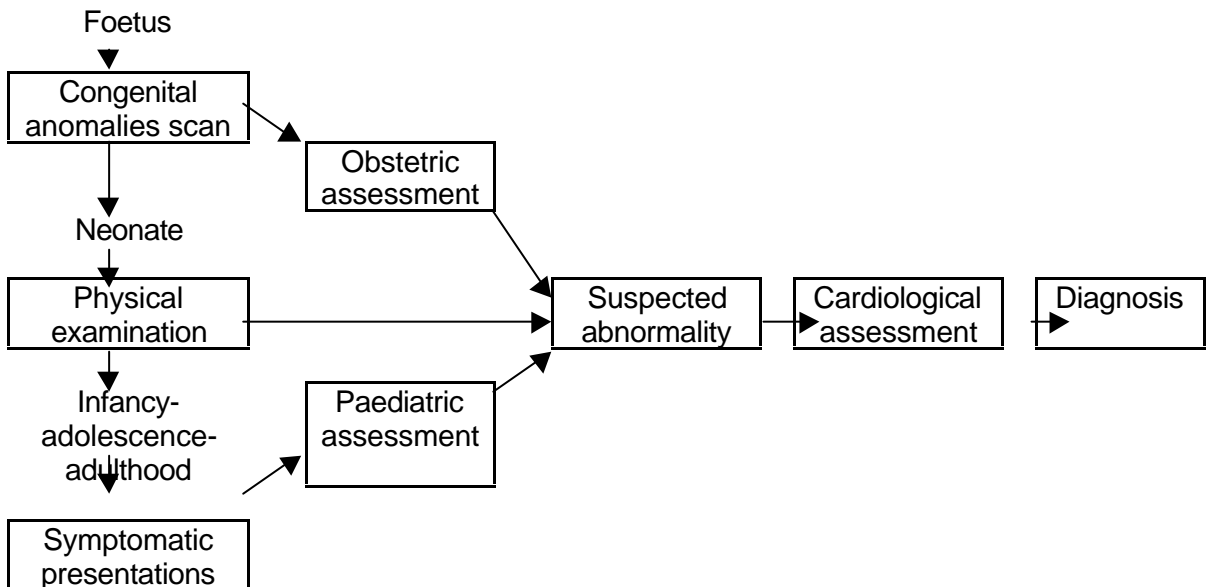 Foetus
Congenital
anomalies scan
Obstetric
assessment
Neonate
Physical
examination
Suspected
abnormality
Cardiological
assessment
Diagnosis
Infancy-
adolescence-
adulthood
Paediatric
assessment
Symptomatic
presentations